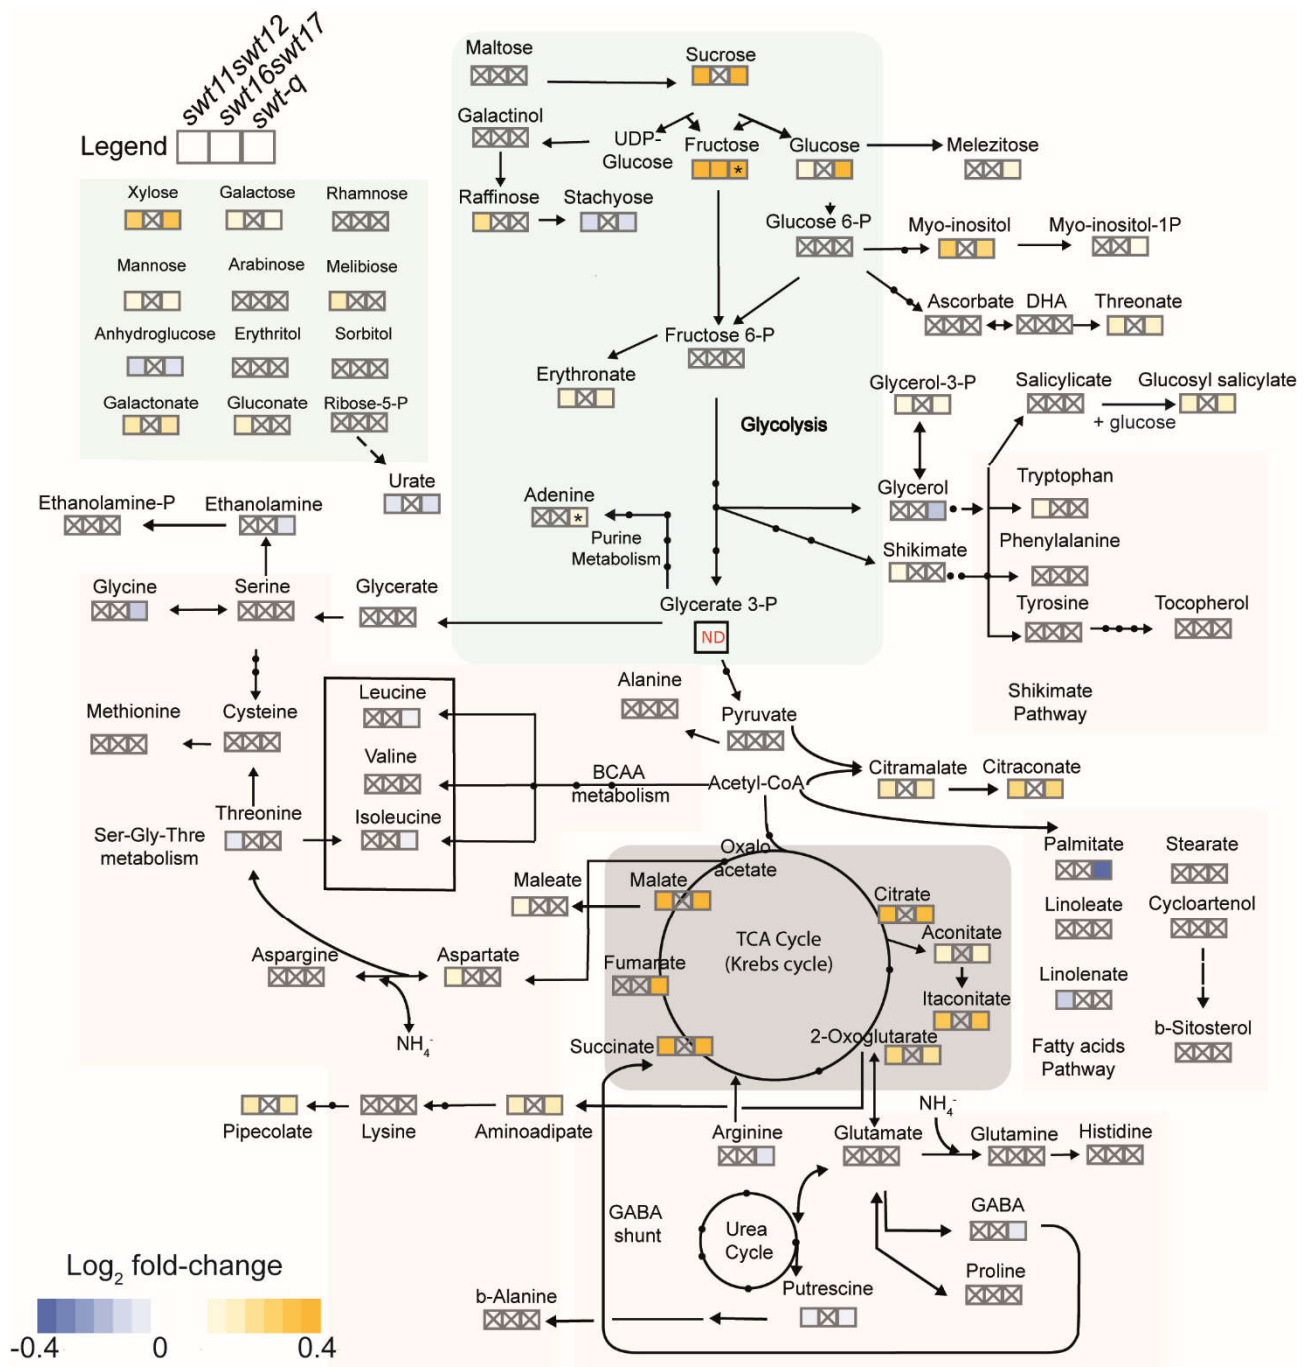 swt11swt12
swt16swt17
swt-q
Legend
Maltose
Sucrose
Galactinol
UDP-
Glucose
Fructose
Glucose
Melezitose
*
Xylose
Galactose
Rhamnose
Raffinose
Stachyose
Glucose 6-P
Myo-inositol
Myo-inositol-1P
Mannose
Arabinose
Melibiose
Ascorbate
DHA
Threonate
Anhydroglucose
Erythritol
Sorbitol
Fructose 6-P
Erythronate
Glycerol-3-P
Salicylicate
Glucosyl salicylate
+ glucose
Galactonate
Gluconate
Ribose-5-P
Glycolysis
Urate
Ethanolamine-P
Ethanolamine
Adenine
*
Purine
Metabolism
Glycerol
Tryptophan
Shikimate
Phenylalanine
Glycine
Serine
Glycerate
Glycerate 3-P
ND
Tyrosine
Tocopherol
Shikimate
Pathway
Leucine
Alanine
Methionine
Cysteine
Pyruvate
Valine
BCAA
metabolism
Acetyl-CoA
Citramalate
Citraconate
Threonine
Isoleucine
Ser-Gly-Thre
metabolism
Oxalo
acetate
Palmitate
Stearate
Maleate
Malate
Citrate
Linoleate
Cycloartenol
TCA Cycle
(Krebs cycle)
Aconitate
Aspargine
Aspartate
Fumarate
Linolenate
Itaconitate
NH4-
Succinate
2-Oxoglutarate
b-Sitosterol
Fatty acids
Pathway
NH4-
Pipecolate
Lysine
Aminoadipate
Arginine
Glutamate
Glutamine
Histidine
GABA
shunt
Urea
Cycle
GABA
Proline
Putrescine
b-Alanine
Log2 fold-change
-0.4
0
0.4